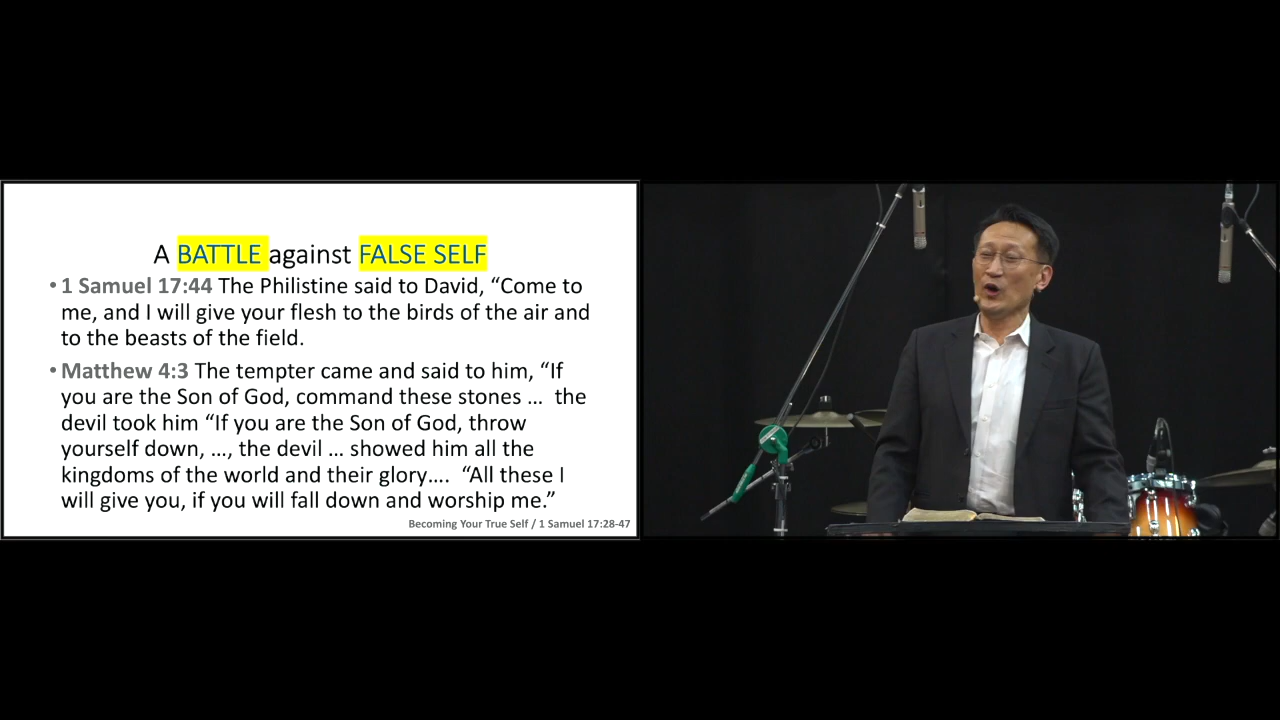 A BATTLE against FALSE SELF
• 1 Samuel 17:44 The Philistine said to David, “Come to
me, and I will give your flesh to the birds of the air and
to the beasts of the field.
• Matthew 4:3 The tempter came and said to him, “If
you are the Son of God, command these stones … the
devil took him “If you are the Son of God, throw
yourself down, …, the devil … showed him all the
kingdoms of the world and their glory…. “All these I
will give you, if you will fall down and worship me.”
Becoming Your True Self / 1 Samuel 17:28-47